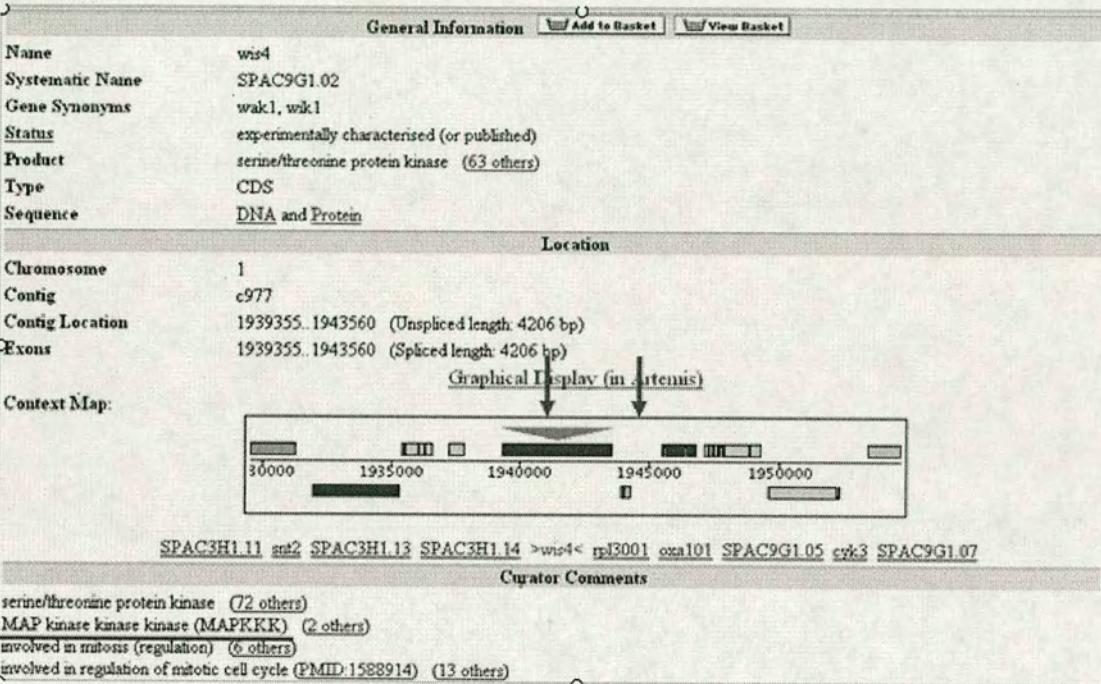 General Information Add to Basket View Basket
Name wis4
Systematic Name SPAC9G1.02
Gene Synonyms wak1, wik1
Status experimentally characterised (or published)
Product serine/threonine protein kinase (63 others)
Type CDS
Sequence DNA and Protein
Location
Chromosome 1
Contig c977
Contig Location 1939355..1943560 (Unspliced length: 4206 bp)
Exons 1939355..1943560 (Spliced length: 4206 bp)
Graphical Display (in Artemis)
Context Map:
30000 1935000 1940000 1945000 1950000
SPAC3H1.11 snt2 SPAC3H1.13 SPAC3H1.14 >wis4< rpl3001 oxa101 SPAC9G1.05 cyk3 SPAC9G1.07
Curator Comments
serine/threonine protein kinase (72 others)
MAP kinase kinase kinase (MAPKKK) (2 others)
involved in mitosis (regulation) (6 others)
involved in regulation of mitotic cell cycle (PMID:1588914) (13 others)